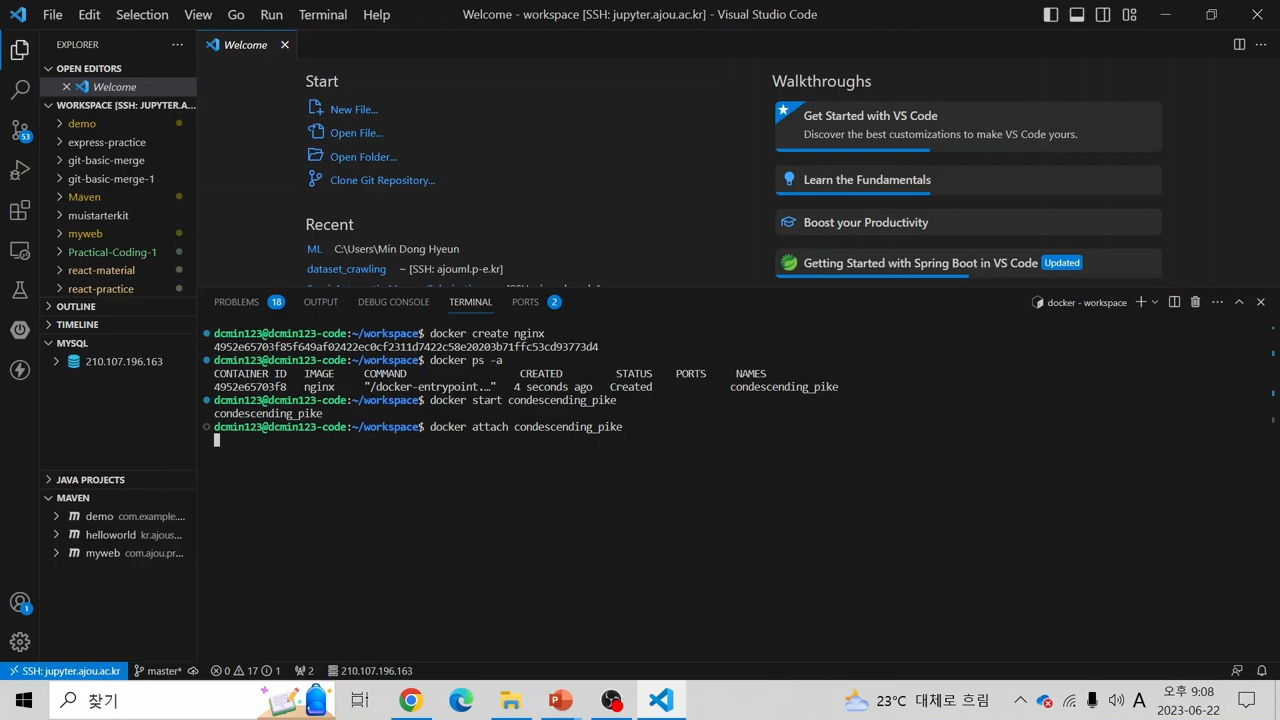 File Edit Selection View Go Run Terminal Help
Welcome - workspace [SSH: jupyter.ajou.ac.kr] - Visual Studio Code
EXPLORER
OPEN EDITORS
Welcome
WORKSPACE [SSH: JUPYTER.A...
demo
express-practice
git-basic-merge
git-basic-merge-1
Maven
muistarterkit
myweb
Practical-Coding-1
react-material
react-practice
OUTLINE
TIMELINE
MYSQL
210.107.196.163
JAVA PROJECTS
MAVEN
demo com.example....
helloworld kr.ajous...
myweb com.ajou.pr...
53
1
Welcome
Start
New File...
Open File...
Open Folder...
Clone Git Repository...
Recent
ML C:\Users\Min Dong Hyeun
dataset_crawling ~ [SSH: ajouml.p-e.kr]
Walkthroughs
Get Started with VS Code
Discover the best customizations to make VS Code yours.
Learn the Fundamentals
Boost your Productivity
Getting Started with Spring Boot in VS Code Updated
PROBLEMS 18 OUTPUT DEBUG CONSOLE TERMINAL PORTS 2
docker - workspace
dcmin123@dcmin123-code:~/workspace$ docker create nginx
4952e65703f85f649af02422ec0cf2311d7422c58e20203b71ffc53cd93773d4
dcmin123@dcmin123-code:~/workspace$ docker ps -a
CONTAINER ID IMAGE COMMAND CREATED STATUS PORTS NAMES
4952e65703f8 nginx "/docker-entrypoint.…" 4 seconds ago Created condescending_pike
dcmin123@dcmin123-code:~/workspace$ docker start condescending_pike
condescending_pike
dcmin123@dcmin123-code:~/workspace$ docker attach condescending_pike
SSH: jupyter.ajou.ac.kr master* 0 17 1 2 210.107.196.163
찾기
23°C 대체로 흐림
A
오후 9:08
2023-06-22